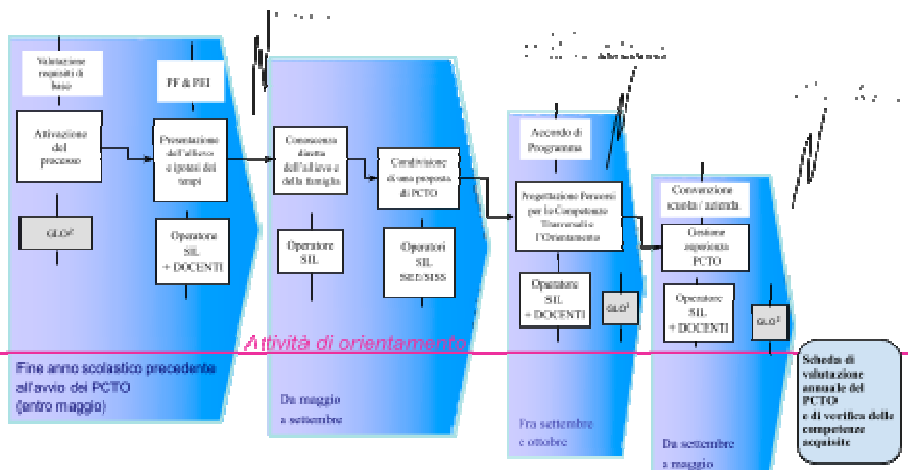 Valutazione
requisiti di
base
PF & PEI
Attivazione
del
processo
Presentazione
dell'allievo
e ipotesi dei
tempi
GLO²
Operatore
SIL
+ DOCENTI
Conoscenza
diretta
dell'allievo e
della famiglia
Condivisione
di una proposta
di PCTO
Operatore
SIL
Operatori
SIL
SEE/SISS
Accordo di
Programma
Progettazione Percorsi
per le Competenze
Trasversali e
l'Orientamento
Operatore
SIL
+ DOCENTI
GLO²
Convenzione
scuola / azienda
Gestione
esperienza
PCTO
Operatore
SIL
+ DOCENTI
GLO²
Attività di orientamento
Fine anno scolastico precedente
all'avvio del PCTO
(entro maggio)
Da maggio
a settembre
Fra settembre
e ottobre
Da settembre
a maggio
Scheda di
valutazione
annuale del
PCTO
e di verifica delle
competenze
acquisite